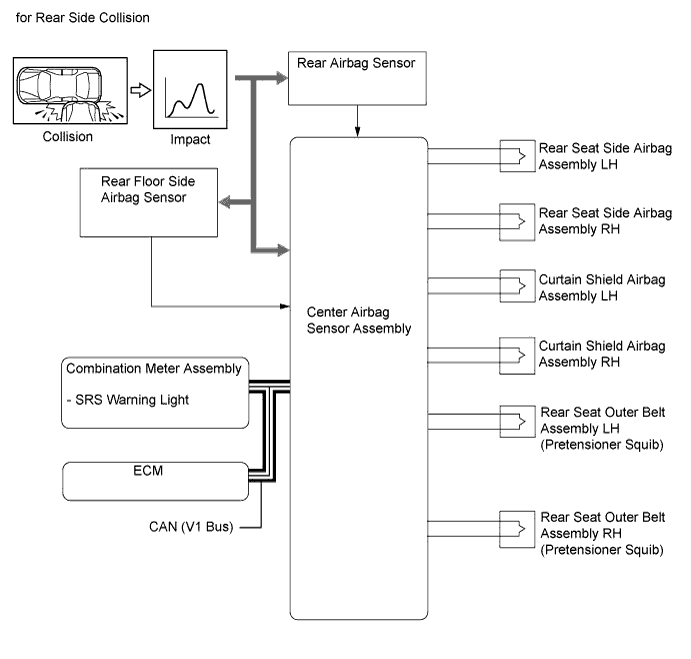 for Rear Side Collision
Rear Airbag Sensor
Collision
Impact
Rear Seat Side Airbag
Assembly LH
Rear Floor Side
Airbag Sensor
Rear Seat Side Airbag
Assembly RH
Curtain Shield Airbag
Assembly LH
Center Airbag
Sensor Assembly
Curtain Shield Airbag
Assembly RH
Combination Meter Assembly
- SRS Warning Light
Rear Seat Outer Belt
Assembly LH
(Pretensioner Squib)
ECM
CAN (V1 Bus)
Rear Seat Outer Belt
Assembly RH
(Pretensioner Squib)